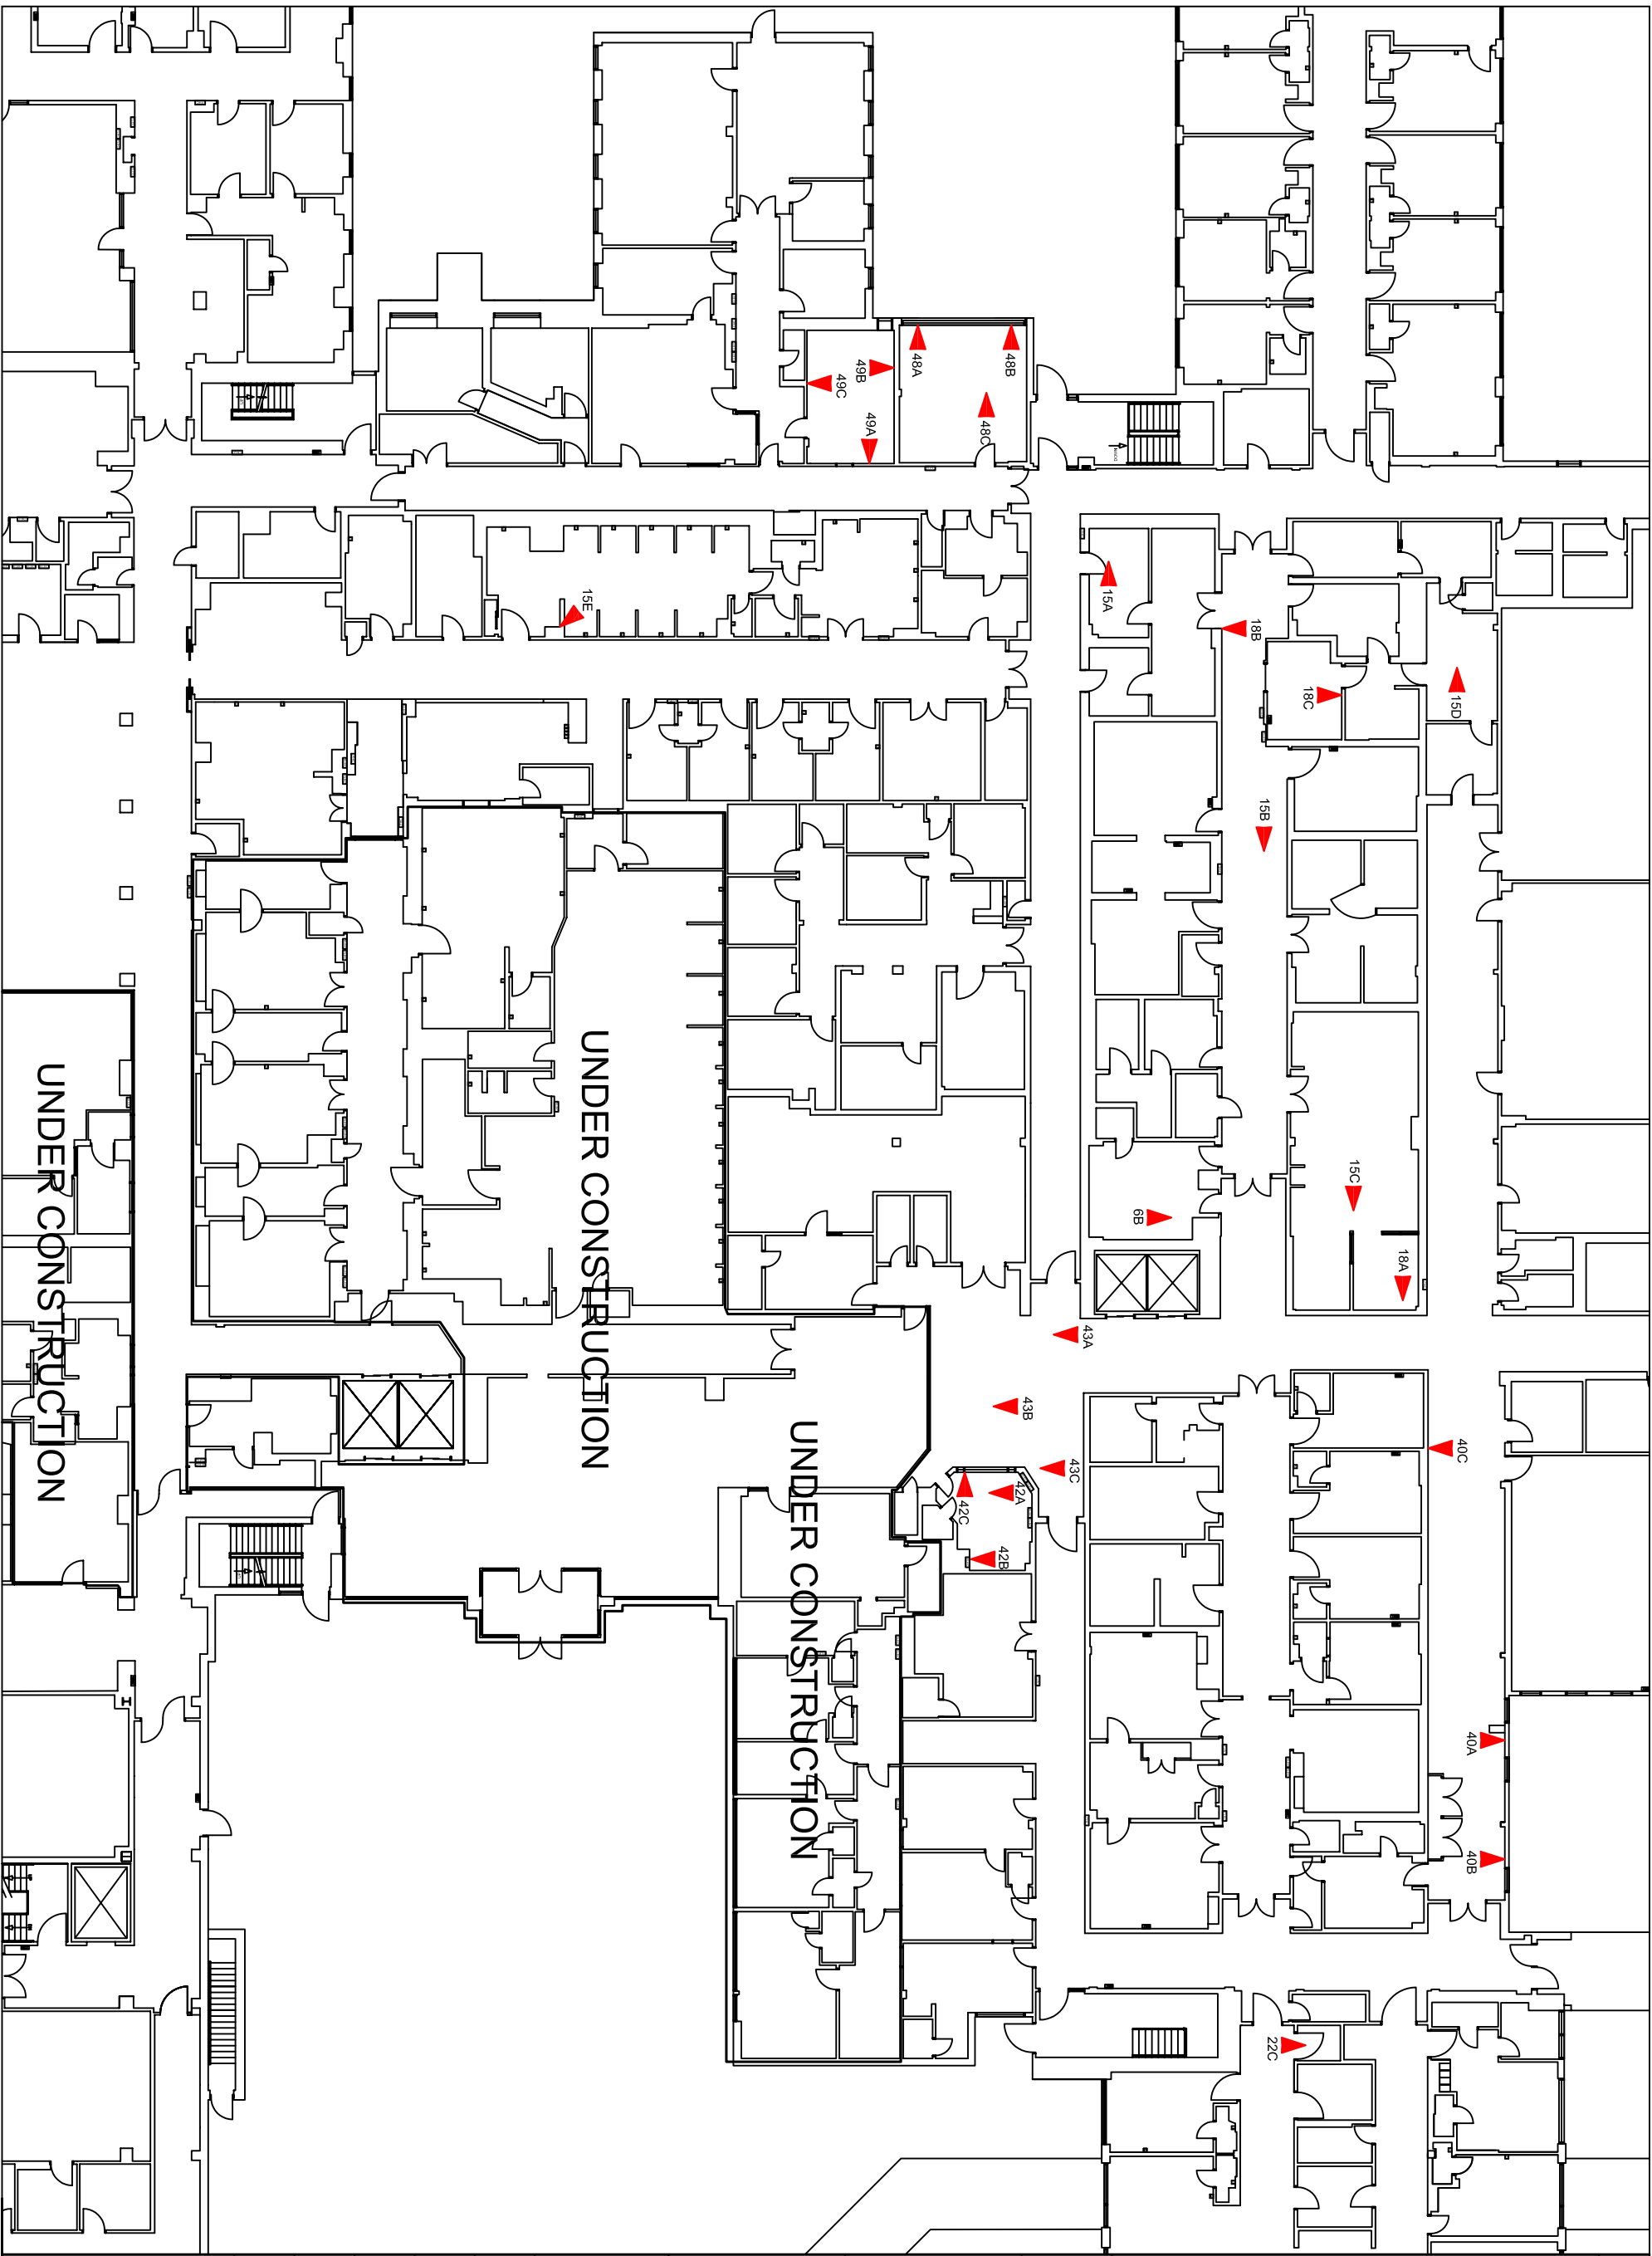 40A
40B
40C
15D
18A
15C
18C
22C
15B
18B
6B
15A
43A
43C
43B
42A
48B
42B
48C
42C
48A
49A
49B
49C
UNDER CONSTRUCTION
15E
UNDER CONSTRUCTION
UNDER CONSTRUCTION